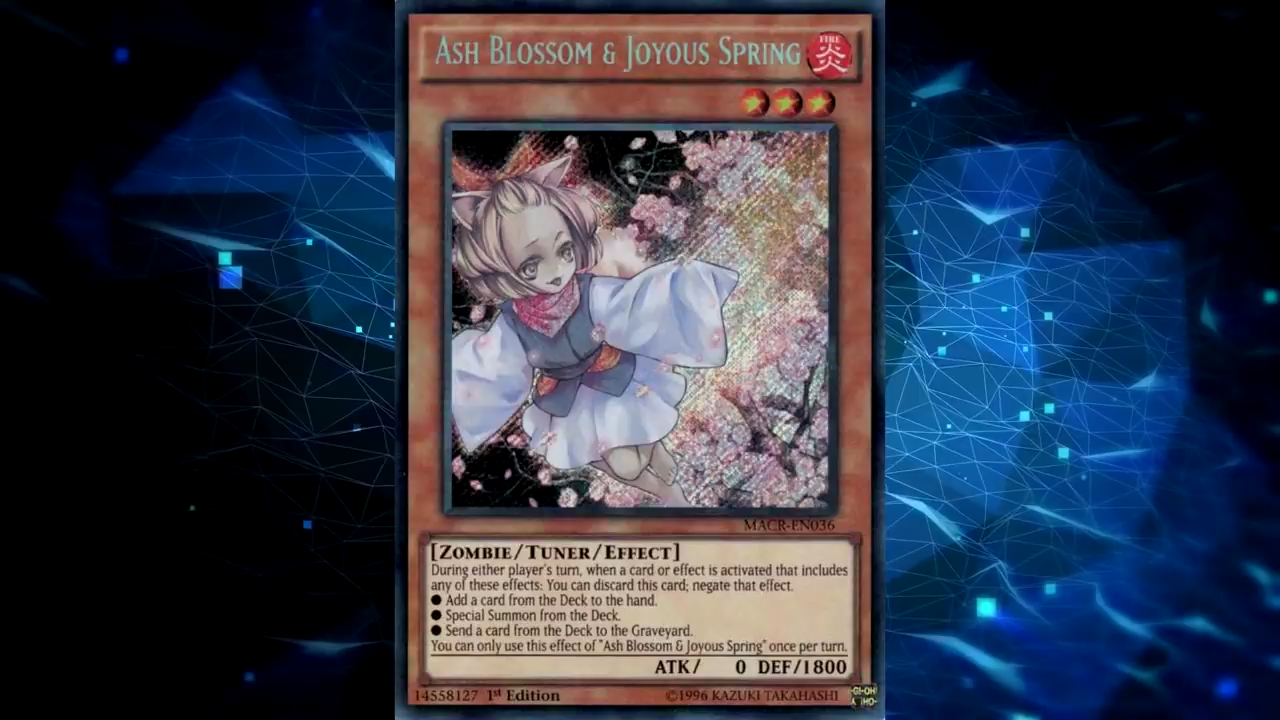 Ash Blossom & Joyous Spring
FIRE
炎
MACR-EN036
[Zombie/Tuner/Effect]
During either player's turn, when a card or effect is activated that includes
any of these effects: You can discard this card; negate that effect.
● Add a card from the Deck to the hand.
● Special Summon from the Deck.
● Send a card from the Deck to the Graveyard.
You can only use this effect of "Ash Blossom & Joyous Spring" once per turn.
ATK/ 0 DEF/1800
14558127 1st Edition ©1996 KAZUKI TAKAHASHI